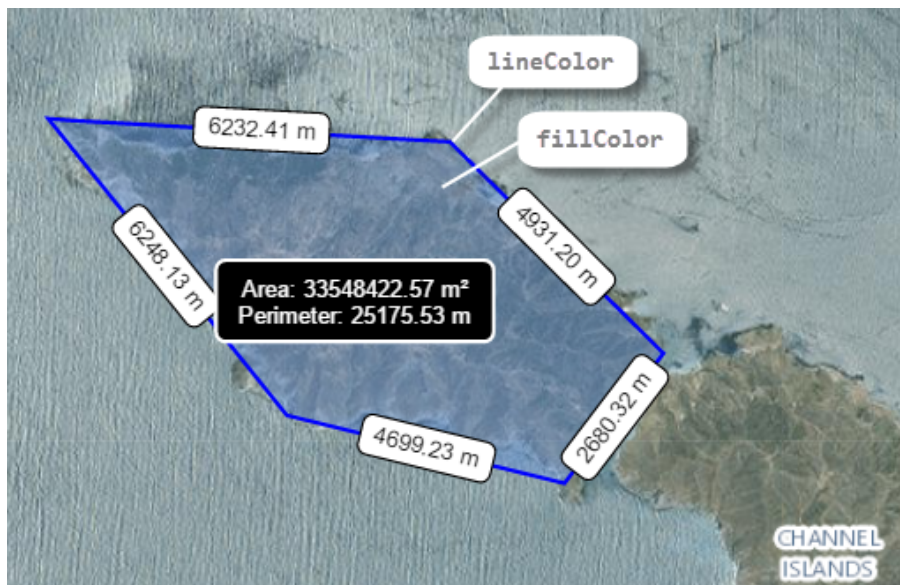 lineColor
6232.41 m
fillColor
4931.20 m
6248.13 m
Area: 33548422.57 m²
Perimeter: 25175.53 m
2680.32 m
4699.23 m
CHANNEL
ISLANDS